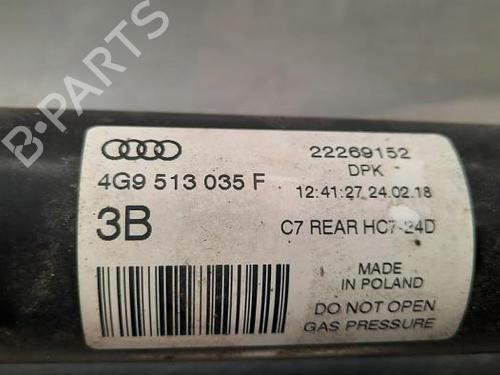 B-PARTS
4G9 513 035 F
3B
22269152
DPK
12:41:27 24.02.18
C7 REAR HC7-24D
MADE
IN POLAND
DO NOT OPEN
GAS PRESSURE